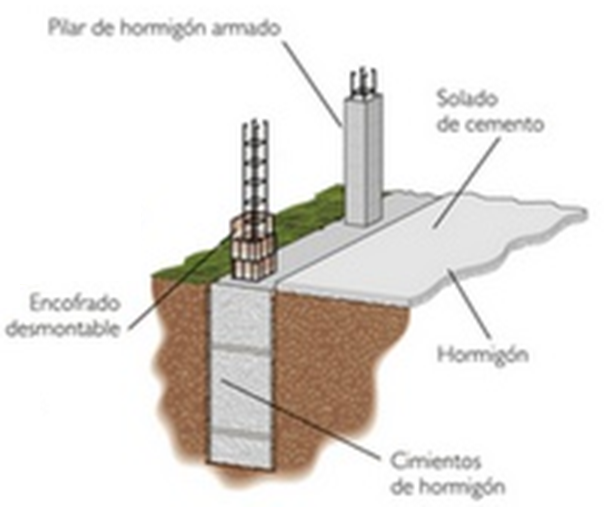 Pilar de hormigón armado
Solado
de cemento
Encofrado
desmontable
Hormigón
Cimientos
de hormigón